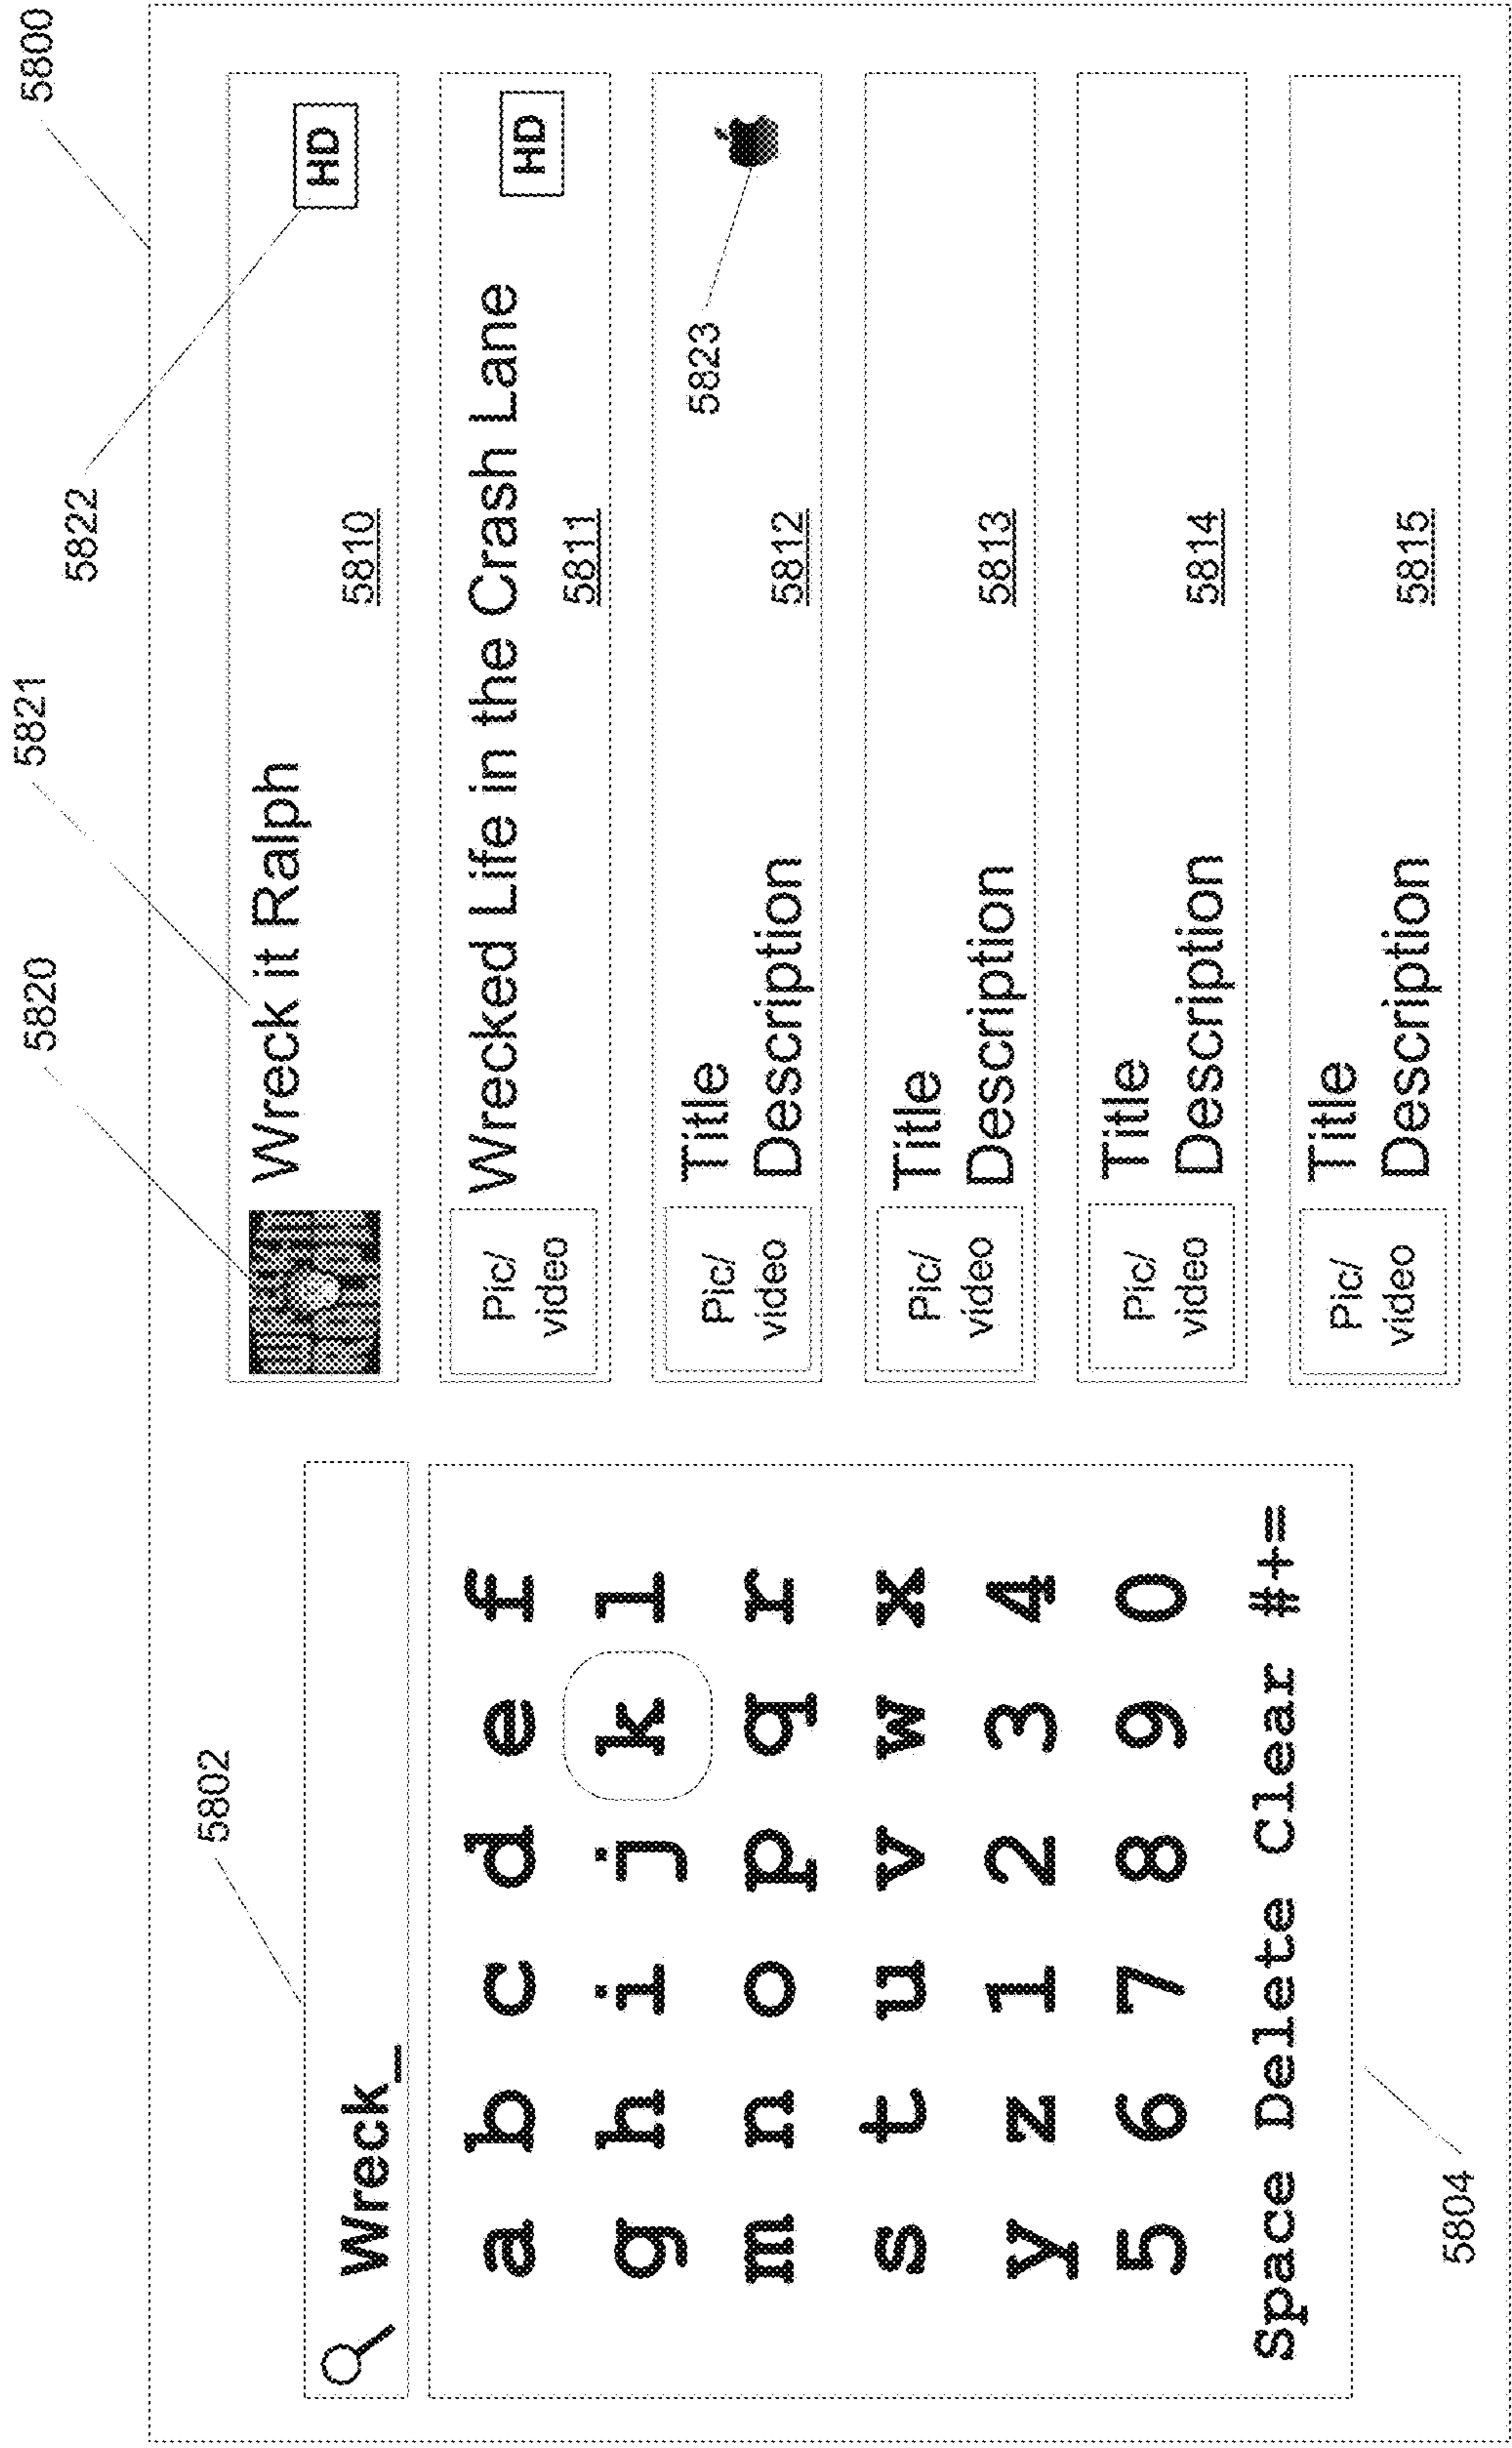 5800
5820
5821
5822
5802
Wreck_
a b c d e f
g h i j k l
m n o p q r
s t u v w x
y z 1 2 3 4
5 6 7 8 9 0
Space Delete Clear #+=
5804
Wreck it Ralph
HD
5810
Pic/
video
Wrecked Life in the Crash Lane
HD
5811
Pic/
video
Title
Description
5823
5812
Pic/
video
Title
Description
5813
Pic/
video
Title
Description
5814
Pic/
video
Title
Description
5815